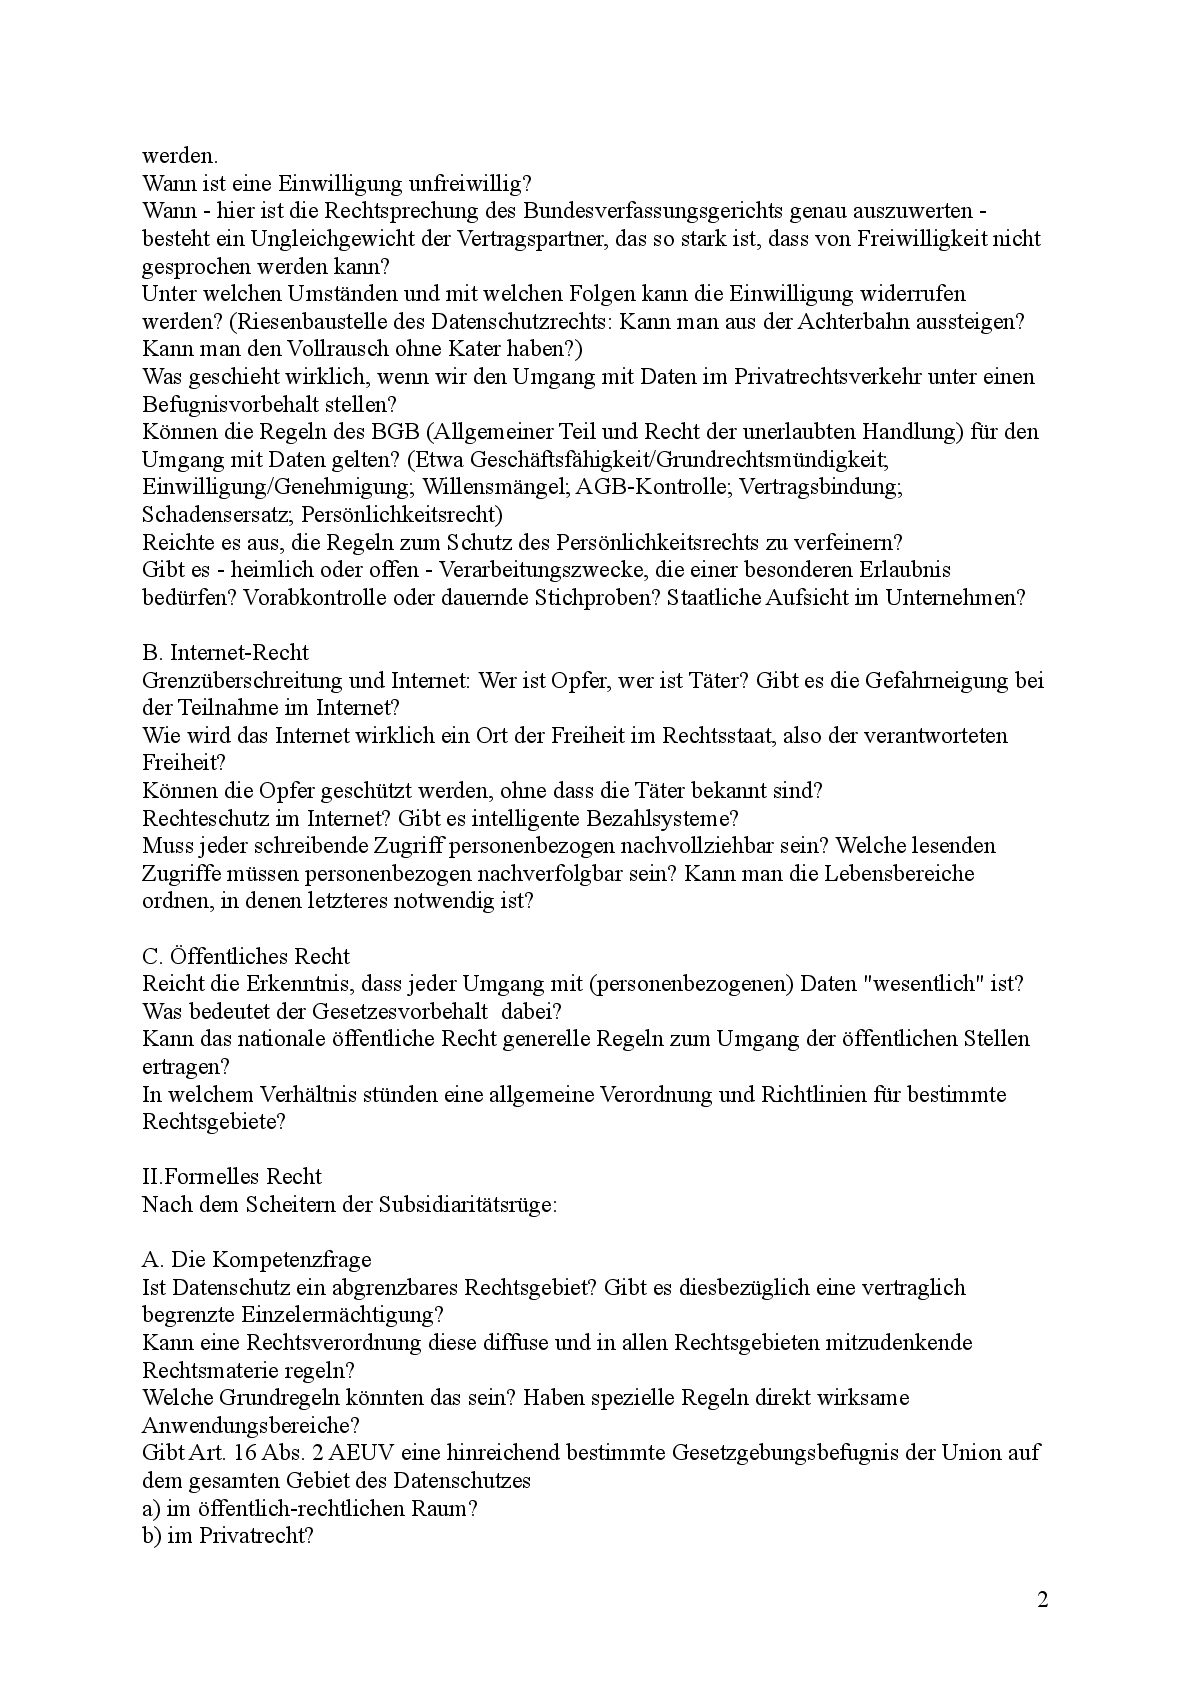 werden.
Wann ist eine Einwilligung unfreiwillig?
Wann - hier ist die Rechtsprechung des Bundesverfassungsgerichts genau auszuwerten -
besteht ein Ungleichgewicht der Vertragspartner, das so stark ist, dass von Freiwilligkeit nicht
gesprochen werden kann?
Unter welchen Umständen und mit welchen Folgen kann die Einwilligung widerrufen
werden? (Riesenbaustelle des Datenschutzrechts: Kann man aus der Achterbahn aussteigen?
Kann man den Vollrausch ohne Kater haben?)
Was geschieht wirklich, wenn wir den Umgang mit Daten im Privatrechtsverkehr unter einen
Befugnisvorbehalt stellen?
Können die Regeln des BGB (Allgemeiner Teil und Recht der unerlaubten Handlung) für den
Umgang mit Daten gelten? (Etwa Geschäftsfähigkeit/Grundrechtsmündigkeit;
Einwilligung/Genehmigung; Willensmängel; AGB-Kontrolle; Vertragsbindung;
Schadensersatz; Persönlichkeitsrecht)
Reichte es aus, die Regeln zum Schutz des Persönlichkeitsrechts zu verfeinern?
Gibt es - heimlich oder offen - Verarbeitungszwecke, die einer besonderen Erlaubnis
bedürfen? Vorabkontrolle oder dauernde Stichproben? Staatliche Aufsicht im Unternehmen?
B. Internet-Recht
Grenzüberschreitung und Internet: Wer ist Opfer, wer ist Täter? Gibt es die Gefahrneigung bei
der Teilnahme im Internet?
Wie wird das Internet wirklich ein Ort der Freiheit im Rechtsstaat, also der verantworteten
Freiheit?
Können die Opfer geschützt werden, ohne dass die Täter bekannt sind?
Rechteschutz im Internet? Gibt es intelligente Bezahlsysteme?
Muss jeder schreibende Zugriff personenbezogen nachvollziehbar sein? Welche lesenden
Zugriffe müssen personenbezogen nachverfolgbar sein? Kann man die Lebensbereiche
ordnen, in denen letzteres notwendig ist?
C. Öffentliches Recht
Reicht die Erkenntnis, dass jeder Umgang mit (personenbezogenen) Daten "wesentlich" ist?
Was bedeutet der Gesetzesvorbehalt  dabei?
Kann das nationale öffentliche Recht generelle Regeln zum Umgang der öffentlichen Stellen
ertragen?
In welchem Verhältnis stünden eine allgemeine Verordnung und Richtlinien für bestimmte
Rechtsgebiete?
II.Formelles Recht
Nach dem Scheitern der Subsidiaritätsrüge:
A. Die Kompetenzfrage
Ist Datenschutz ein abgrenzbares Rechtsgebiet? Gibt es diesbezüglich eine vertraglich
begrenzte Einzelermächtigung?
Kann eine Rechtsverordnung diese diffuse und in allen Rechtsgebieten mitzudenkende
Rechtsmaterie regeln?
Welche Grundregeln könnten das sein? Haben spezielle Regeln direkt wirksame
Anwendungsbereiche?
Gibt Art. 16 Abs. 2 AEUV eine hinreichend bestimmte Gesetzgebungsbefugnis der Union auf
dem gesamten Gebiet des Datenschutzes
a) im öffentlich-rechtlichen Raum?
b) im Privatrecht?
2